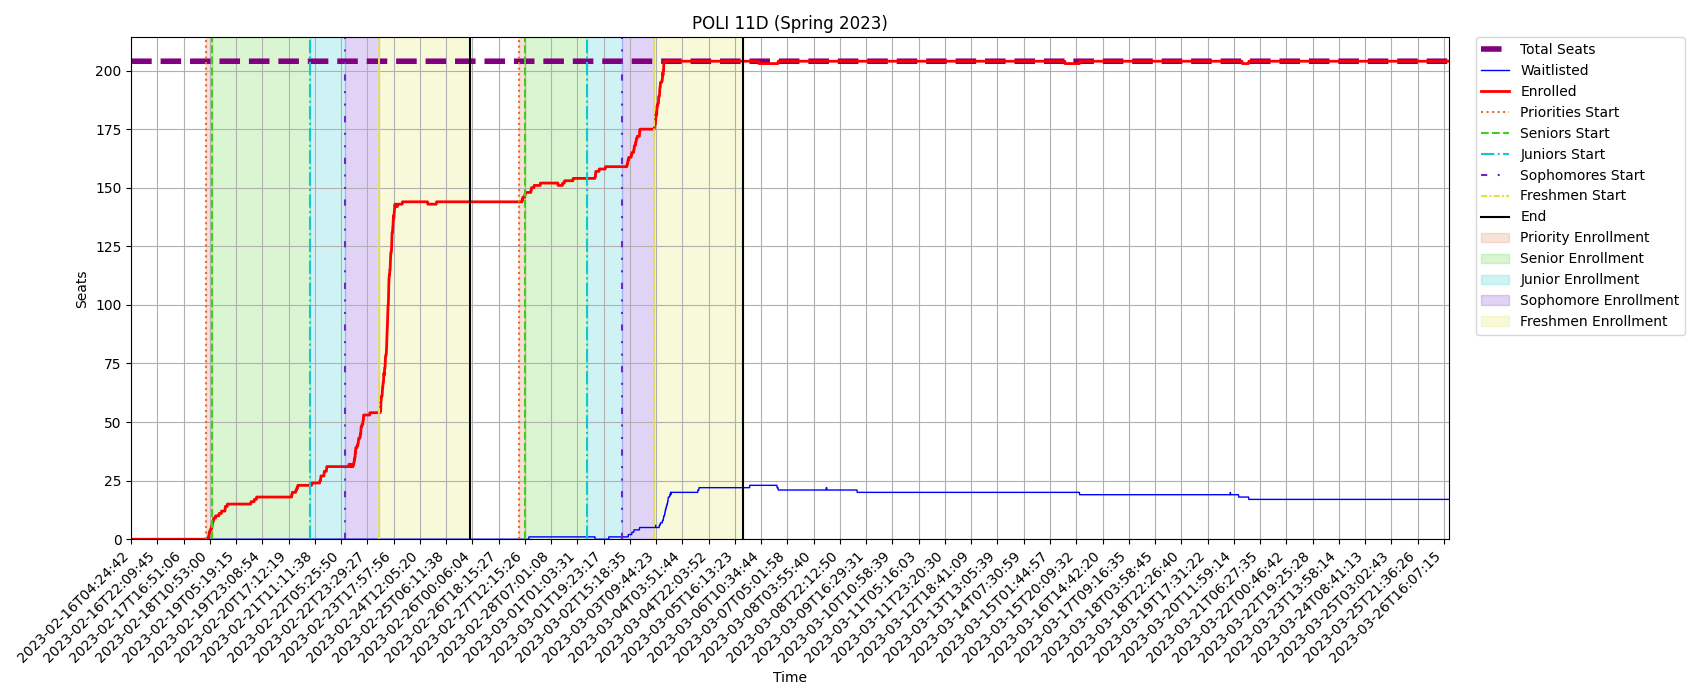 POLI 11D (Spring 2023)
Seats
200
175
150
125
100
75
50
25
0
2023-02-16T04:24:42
2023-02-16T22:09:45
2023-02-17T16:51:06
2023-02-18T10:53:00
2023-02-19T05:19:15
2023-02-19T23:08:54
2023-02-20T17:12:19
2023-02-21T11:11:38
2023-02-22T05:25:50
2023-02-22T23:29:27
2023-02-23T17:57:56
2023-02-24T12:05:20
2023-02-25T06:11:38
2023-02-26T00:06:04
2023-02-26T18:15:27
2023-02-27T12:15:26
2023-02-28T07:01:08
2023-03-01T01:03:31
2023-03-01T19:23:17
2023-03-02T15:18:35
2023-03-03T09:44:23
2023-03-04T03:51:44
2023-03-04T22:03:52
2023-03-05T16:13:23
2023-03-06T10:34:44
2023-03-07T05:01:58
2023-03-08T03:55:40
2023-03-08T22:12:50
2023-03-09T16:29:31
2023-03-10T10:58:39
2023-03-11T05:16:03
2023-03-11T23:20:30
2023-03-12T18:41:09
2023-03-13T13:05:39
2023-03-14T07:30:59
2023-03-15T01:44:57
2023-03-15T20:09:32
2023-03-16T14:42:20
2023-03-17T09:16:35
2023-03-18T03:58:45
2023-03-18T22:26:40
2023-03-19T17:31:22
2023-03-20T11:59:14
2023-03-21T06:27:35
2023-03-22T00:46:42
2023-03-22T19:25:28
2023-03-23T13:58:14
2023-03-24T08:41:13
2023-03-25T03:02:43
2023-03-25T21:36:26
2023-03-26T16:07:15
Time
Total Seats
Waitlisted
Enrolled
Priorities Start
Seniors Start
Juniors Start
Sophomores Start
Freshmen Start
End
Priority Enrollment
Senior Enrollment
Junior Enrollment
Sophomore Enrollment
Freshmen Enrollment